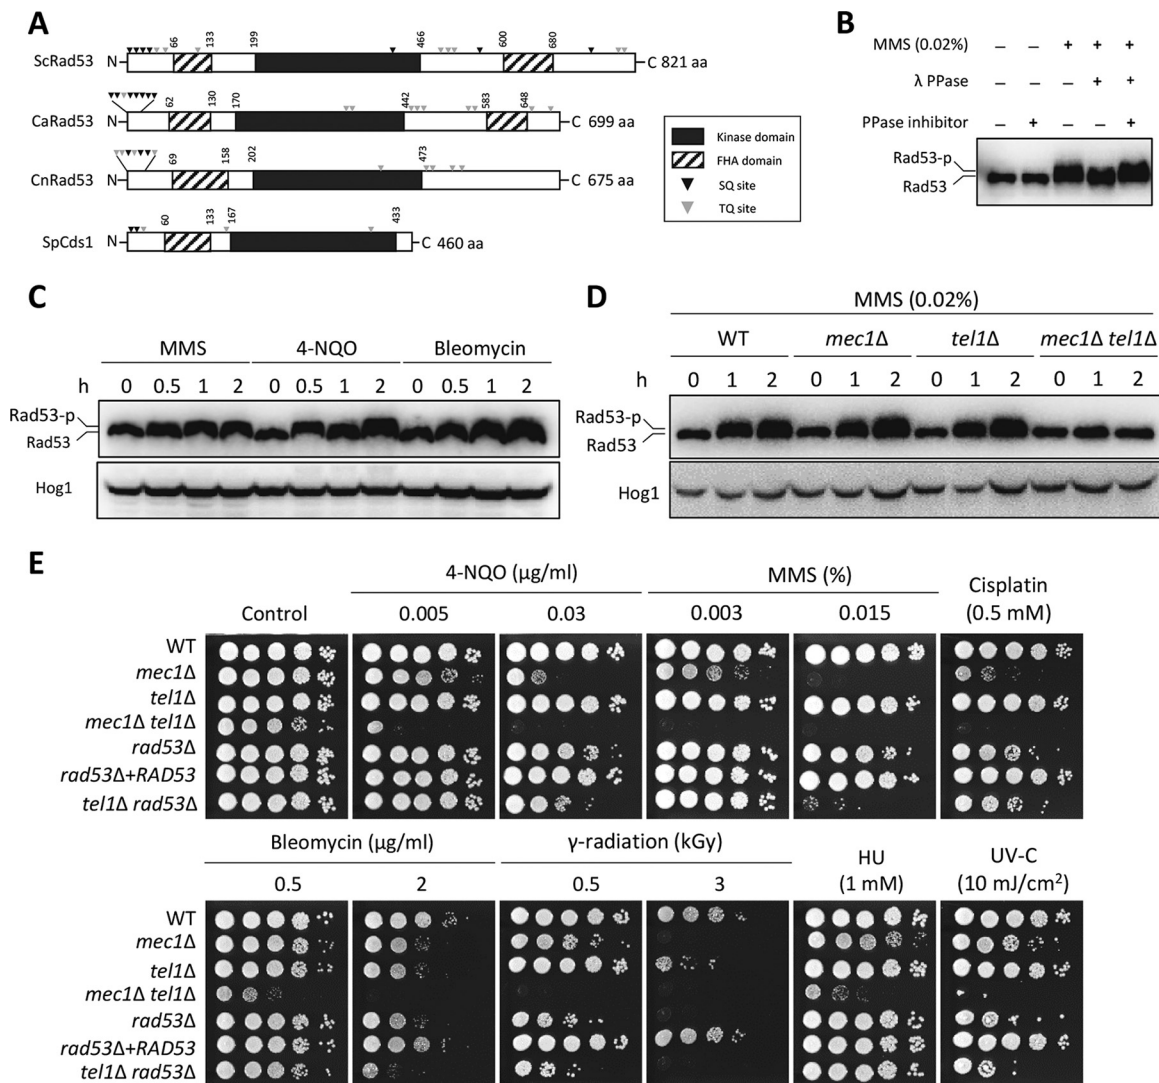 A
66 133 199 466 600 680
ScRad53 N C 821 aa
62 130 170 442 583 648
CaRad53 N C 699 aa
69 158 202 473
CnRad53 N C 675 aa
60 133 167 433
SpCds1 N C 460 aa
Kinase domain
FHA domain
SQ site
TQ site
B
MMS (0.02%) – – + + +
λ PPase – – – + +
PPase inhibitor – + – – +
Rad53-p
Rad53
C
MMS 4-NQO Bleomycin
h 0 0.5 1 2 0 0.5 1 2 0 0.5 1 2
Rad53-p
Rad53
Hog1
D
MMS (0.02%)
WT mec1Δ tel1Δ mec1Δ tel1Δ
h 0 1 2 0 1 2 0 1 2 0 1 2
Rad53-p
Rad53
Hog1
E
4-NQO (µg/ml) MMS (%) Cisplatin
Control 0.005 0.03 0.003 0.015 (0.5 mM)
WT
mec1Δ
tel1Δ
mec1Δ tel1Δ
rad53Δ
rad53Δ+RAD53
tel1Δ rad53Δ
Bleomycin (µg/ml) γ-radiation (kGy) HU UV-C
0.5 2 0.5 3 (1 mM) (10 mJ/cm²)
WT
mec1Δ
tel1Δ
mec1Δ tel1Δ
rad53Δ
rad53Δ+RAD53
tel1Δ rad53Δ